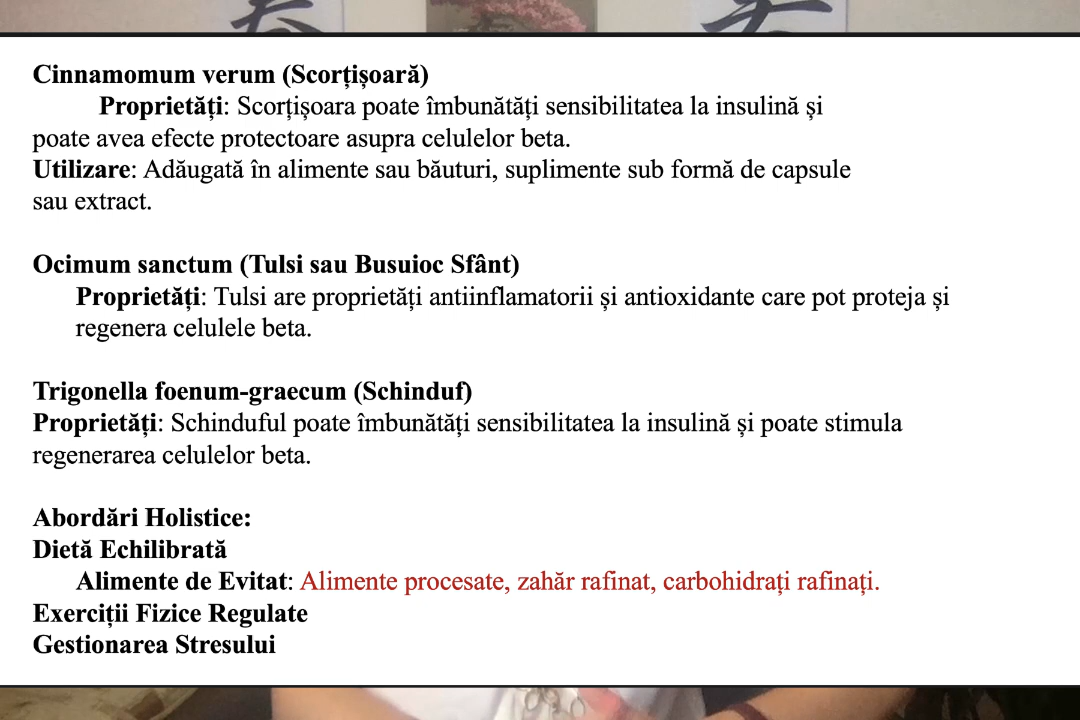 Cinnamomum verum (Scorțișoară)
Proprietăți: Scorțișoara poate îmbunătăți sensibilitatea la insulină și
poate avea efecte protectoare asupra celulelor beta.
Utilizare: Adăugată în alimente sau băuturi, suplimente sub formă de capsule
sau extract.
Ocimum sanctum (Tulsi sau Busuioc Sfânt)
Proprietăți: Tulsi are proprietăți antiinflamatorii și antioxidante care pot proteja și
regenera celulele beta.
Trigonella foenum-graecum (Schinduf)
Proprietăți: Schinduful poate îmbunătăți sensibilitatea la insulină și poate stimula
regenerarea celulelor beta.
Abordări Holistice:
Dietă Echilibrată
Alimente de Evitat: Alimente procesate, zahăr rafinat, carbohidrați rafinați.
Exerciții Fizice Regulate
Gestionarea Stresului